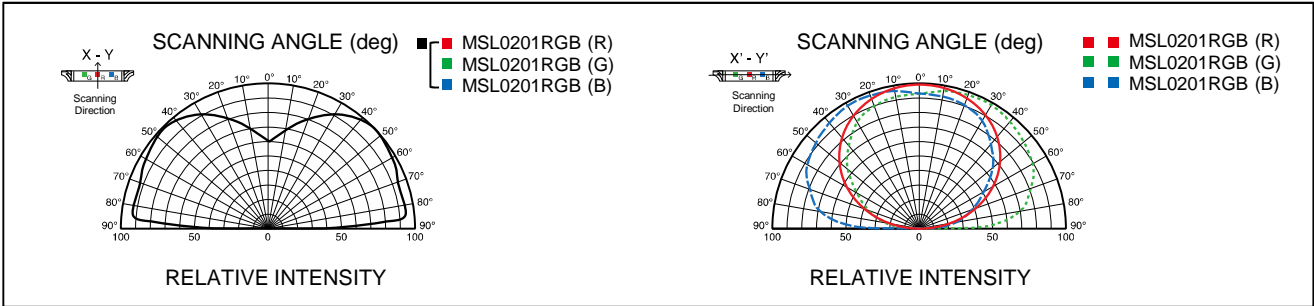 SCANNING ANGLE (deg)
X - Y
G R B
Scanning
Direction
MSL0201RGB (R)
MSL0201RGB (G)
MSL0201RGB (B)
90° 80° 70° 60° 50° 40° 30° 20° 10° 0° 10° 20° 30° 40° 50° 60° 70° 80° 90°
100 50 0 50 100
RELATIVE INTENSITY
SCANNING ANGLE (deg)
X' - Y'
G R B
Scanning
Direction
MSL0201RGB (R)
MSL0201RGB (G)
MSL0201RGB (B)
90° 80° 70° 60° 50° 40° 30° 20° 10° 0° 10° 20° 30° 40° 50° 60° 70° 80° 90°
100 50 0 50 100
RELATIVE INTENSITY